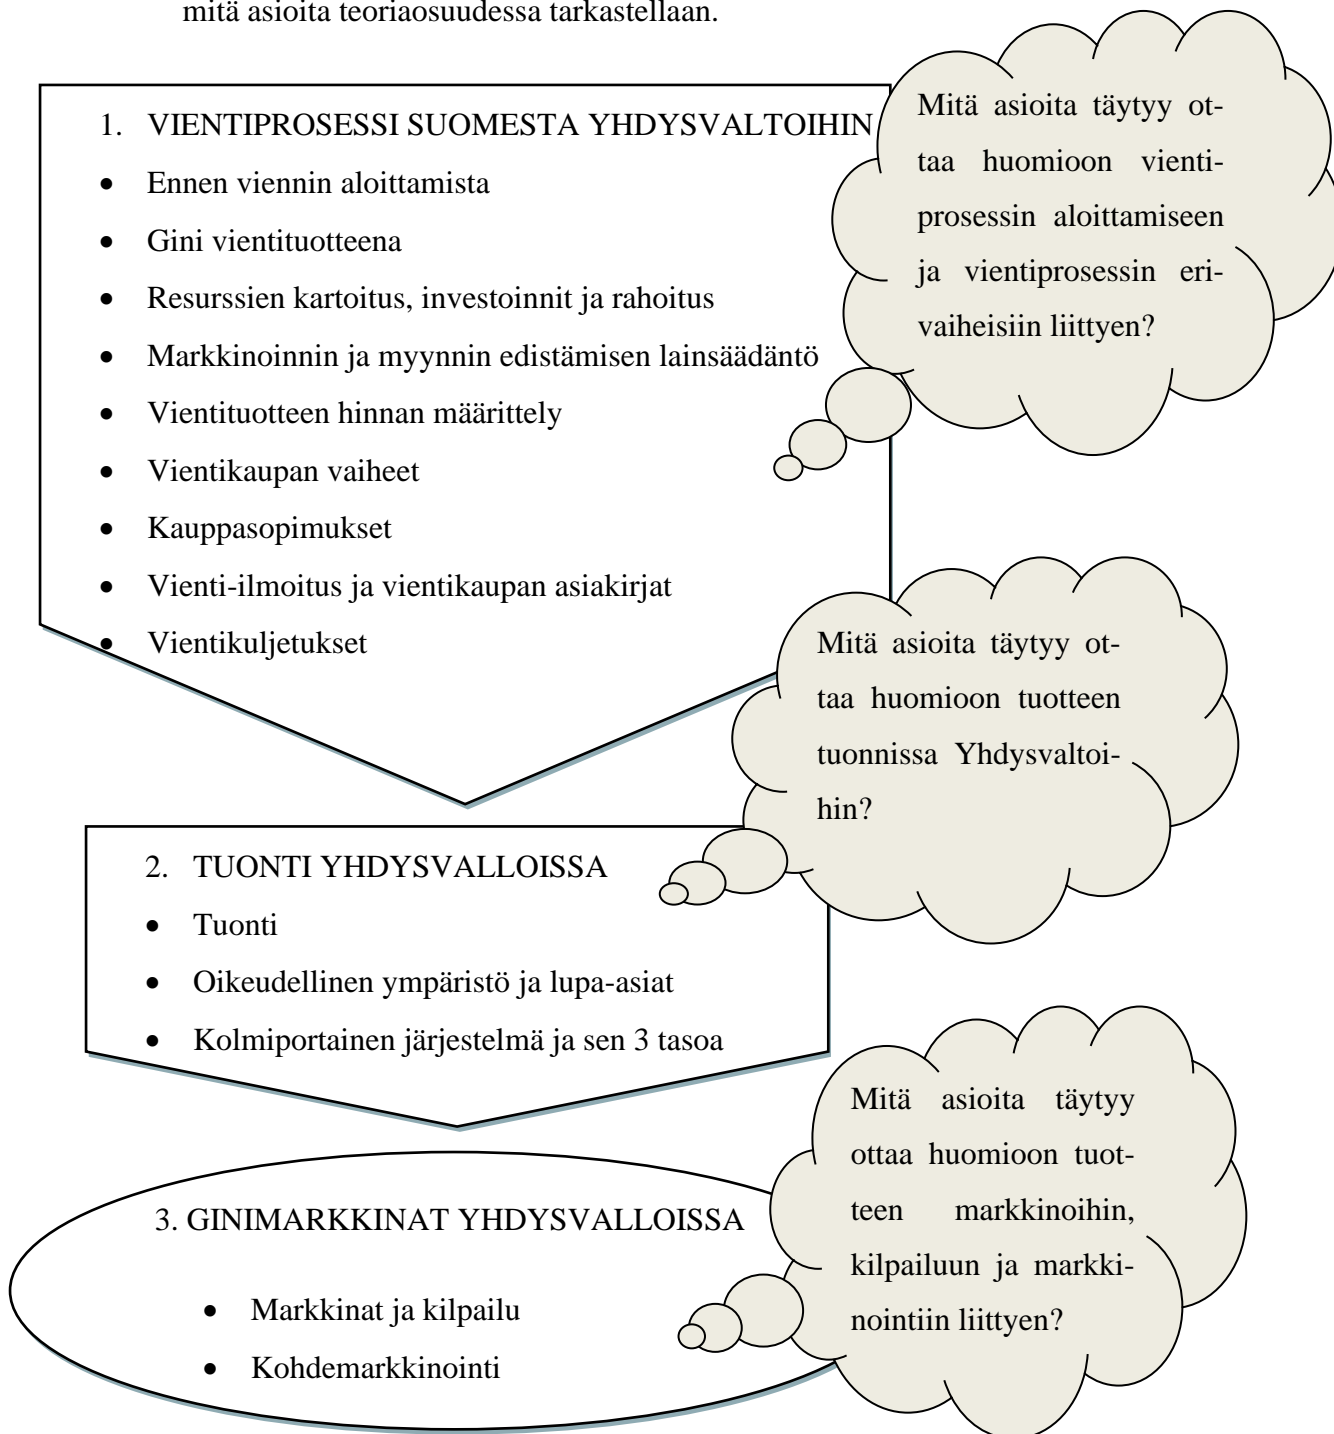 mitä asioita teoriaosuudessa tarkastellaan.
1. VIENTIPROSESSI SUOMESTA YHDYSVALTOIHIN
• Ennen viennin aloittamista
• Gini vientituotteena
• Resurssien kartoitus, investoinnit ja rahoitus
• Markkinoinnin ja myynnin edistämisen lainsäädäntö
• Vientituotteen hinnan määrittely
• Vientikaupan vaiheet
• Kauppasopimukset
• Vienti-ilmoitus ja vientikaupan asiakirjat
• Vientikuljetukset
Mitä asioita täytyy ot-
taa huomioon vienti-
prosessin aloittamiseen
ja vientiprosessin eri-
vaiheisiin liittyen?
2. TUONTI YHDYSVALLOISSA
• Tuonti
• Oikeudellinen ympäristö ja lupa-asiat
• Kolmiportainen järjestelmä ja sen 3 tasoa
Mitä asioita täytyy ot-
taa huomioon tuotteen
tuonnissa Yhdysvaltoi-
hin?
3. GINIMARKKINAT YHDYSVALLOISSA
• Markkinat ja kilpailu
• Kohdemarkkinointi
Mitä asioita täytyy
ottaa huomioon tuot-
teen markkinoihin,
kilpailuun ja markki-
nointiin liittyen?